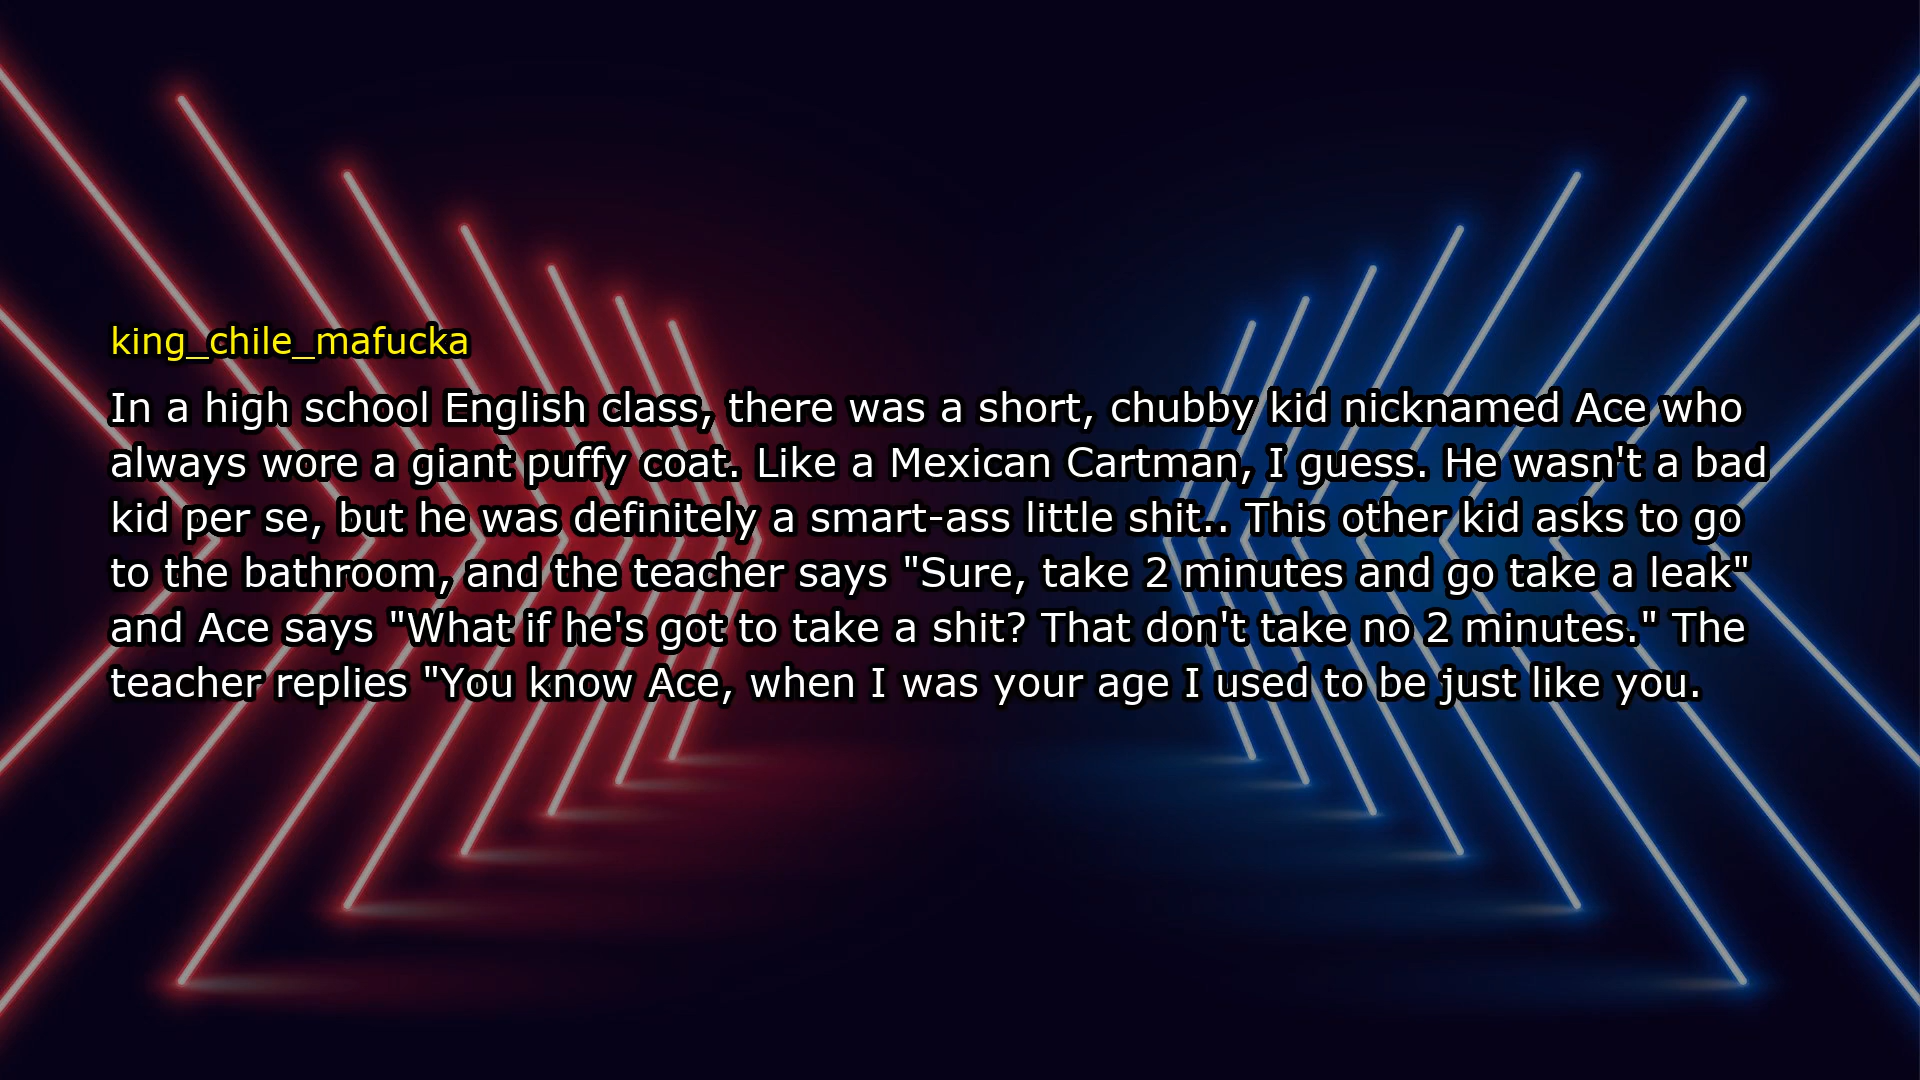 king_chile_mafucka
In a high school English class, there was a short, chubby kid nicknamed Ace who
always wore a giant puffy coat. Like a Mexican Cartman, I guess. He wasn't a bad
kid per se, but he was definitely a smart-ass little shit.. This other kid asks to go
to the bathroom, and the teacher says "Sure, take 2 minutes and go take a leak"
and Ace says "What if he's got to take a shit? That don't take no 2 minutes." The
teacher replies "You know Ace, when I was your age I used to be just like you.